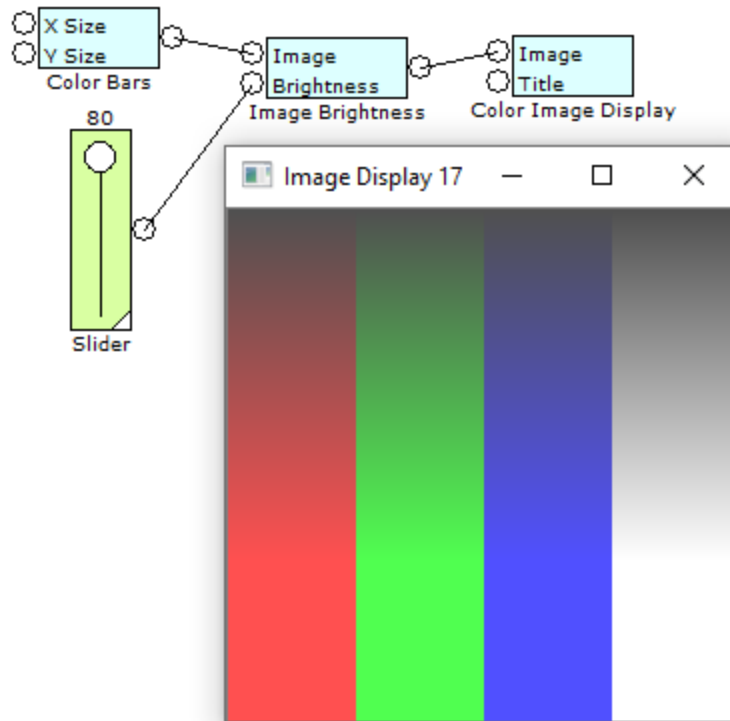 X Size
Y Size
Color Bars
Image
Brightness
Image Brightness
Image
Title
Color Image Display
80
Slider
Image Display 17